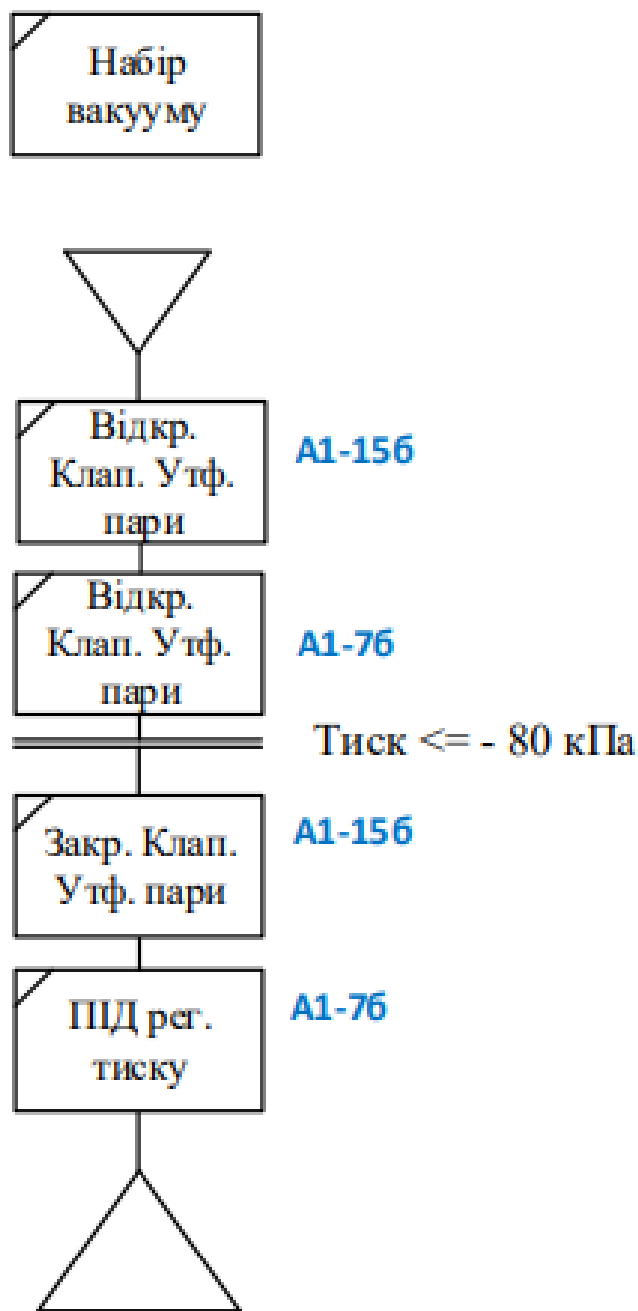 Набір
вакууму
Відкр.
Клап. Утф.
пари
А1-15б
Відкр.
Клап. Утф.
пари
А1-7б
Тиск <= - 80 кПа
Закр. Клап.
Утф. пари
А1-15б
ПІД рег.
тиску
А1-7б